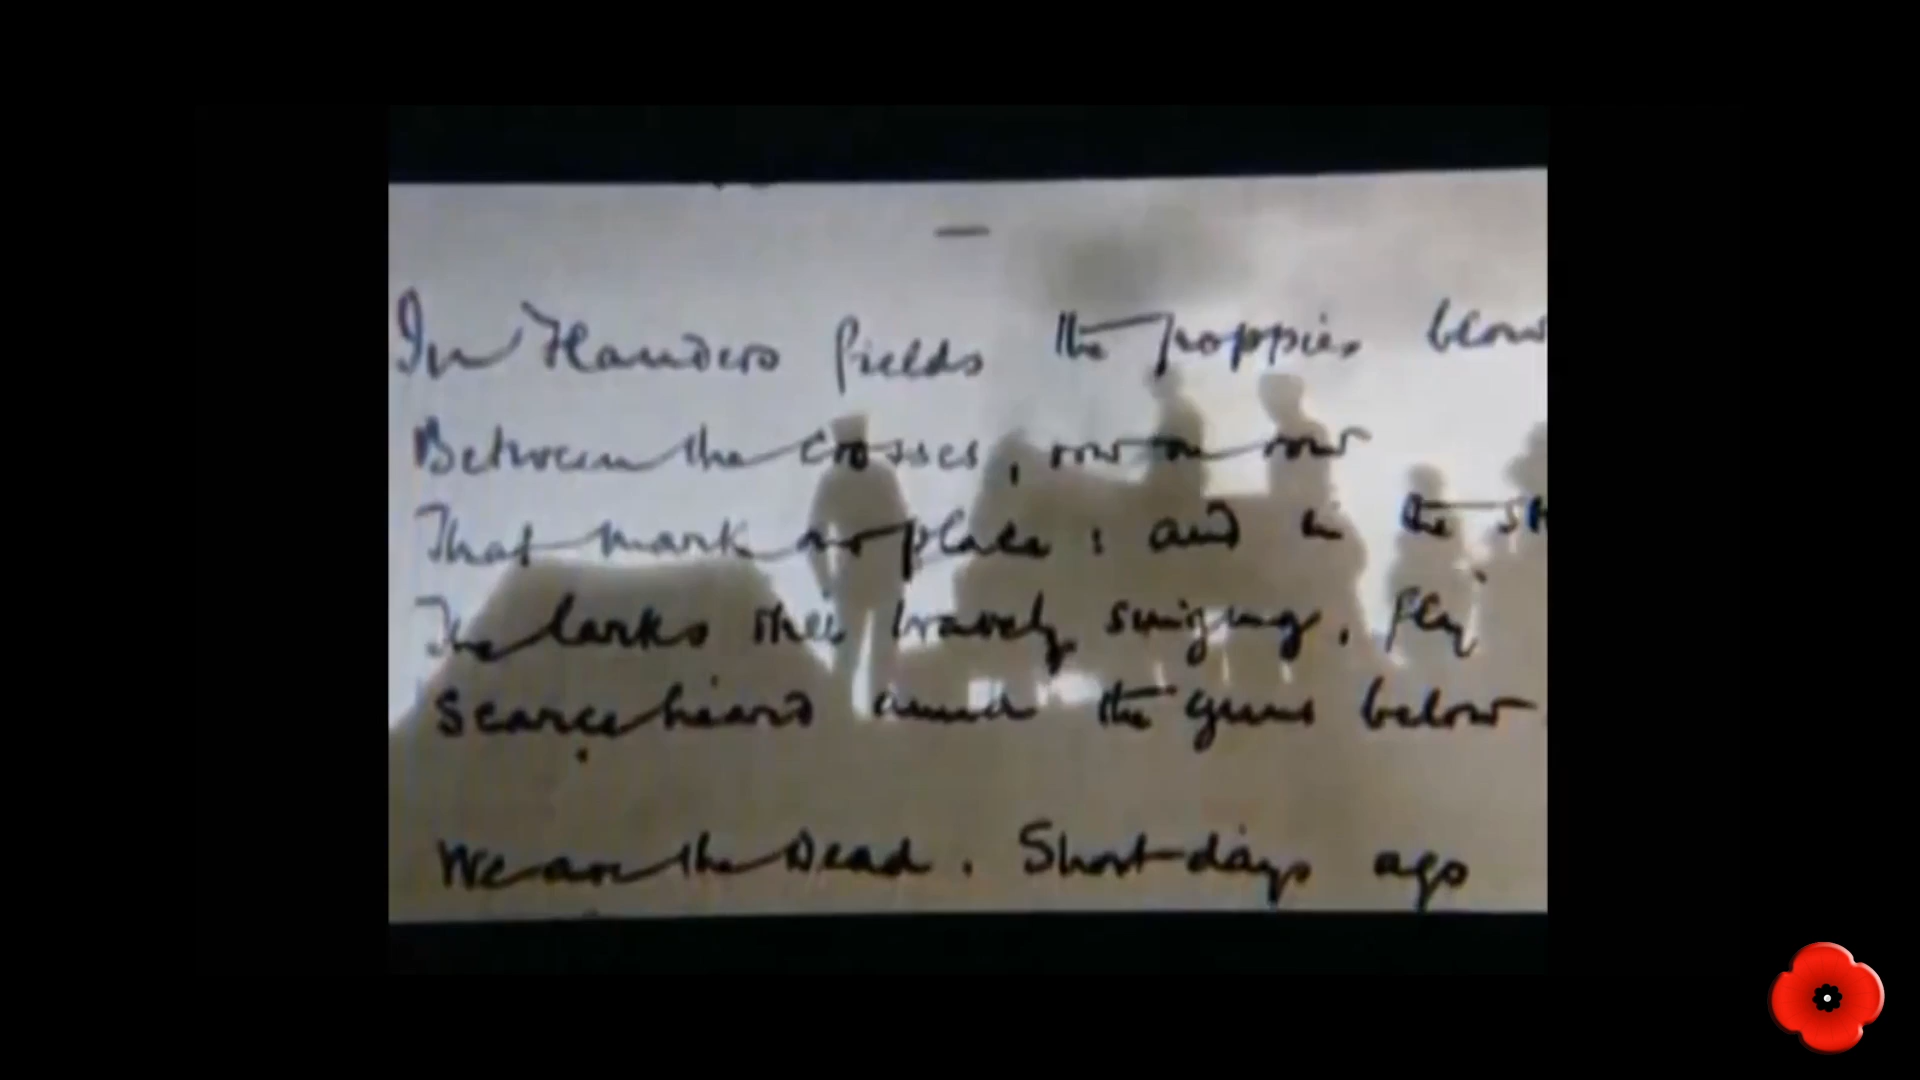 In Flanders fields the poppies blow
Between the crosses, row on row
That mark our place : and in the
The larks still bravely singing, fly
Scarce heard amid the guns below
We are the Dead. Short days ago